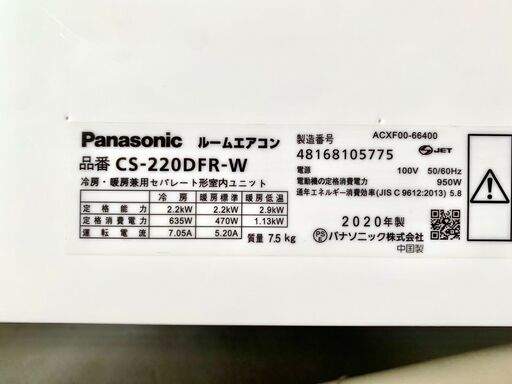 Panasonic ルームエアコン
品番 CS-220DFR-W
冷房・暖房兼用セパレート形室内ユニット
冷房 暖房標準 暖房低温
定格能力 2.2kW 2.2kW 2.9kW
定格消費電力 635W 470W 1.13kW
運転電流 7.05A 5.20A
質量 7.5kg
ACXF00-66400
製造番号
48168105775
S JET
電源 100V 50/60Hz
電動機の定格消費電力 950W
通年エネルギー消費効率(JIS C 9612:2013) 5.8
2020年製
PSE パナソニック株式会社
中国製